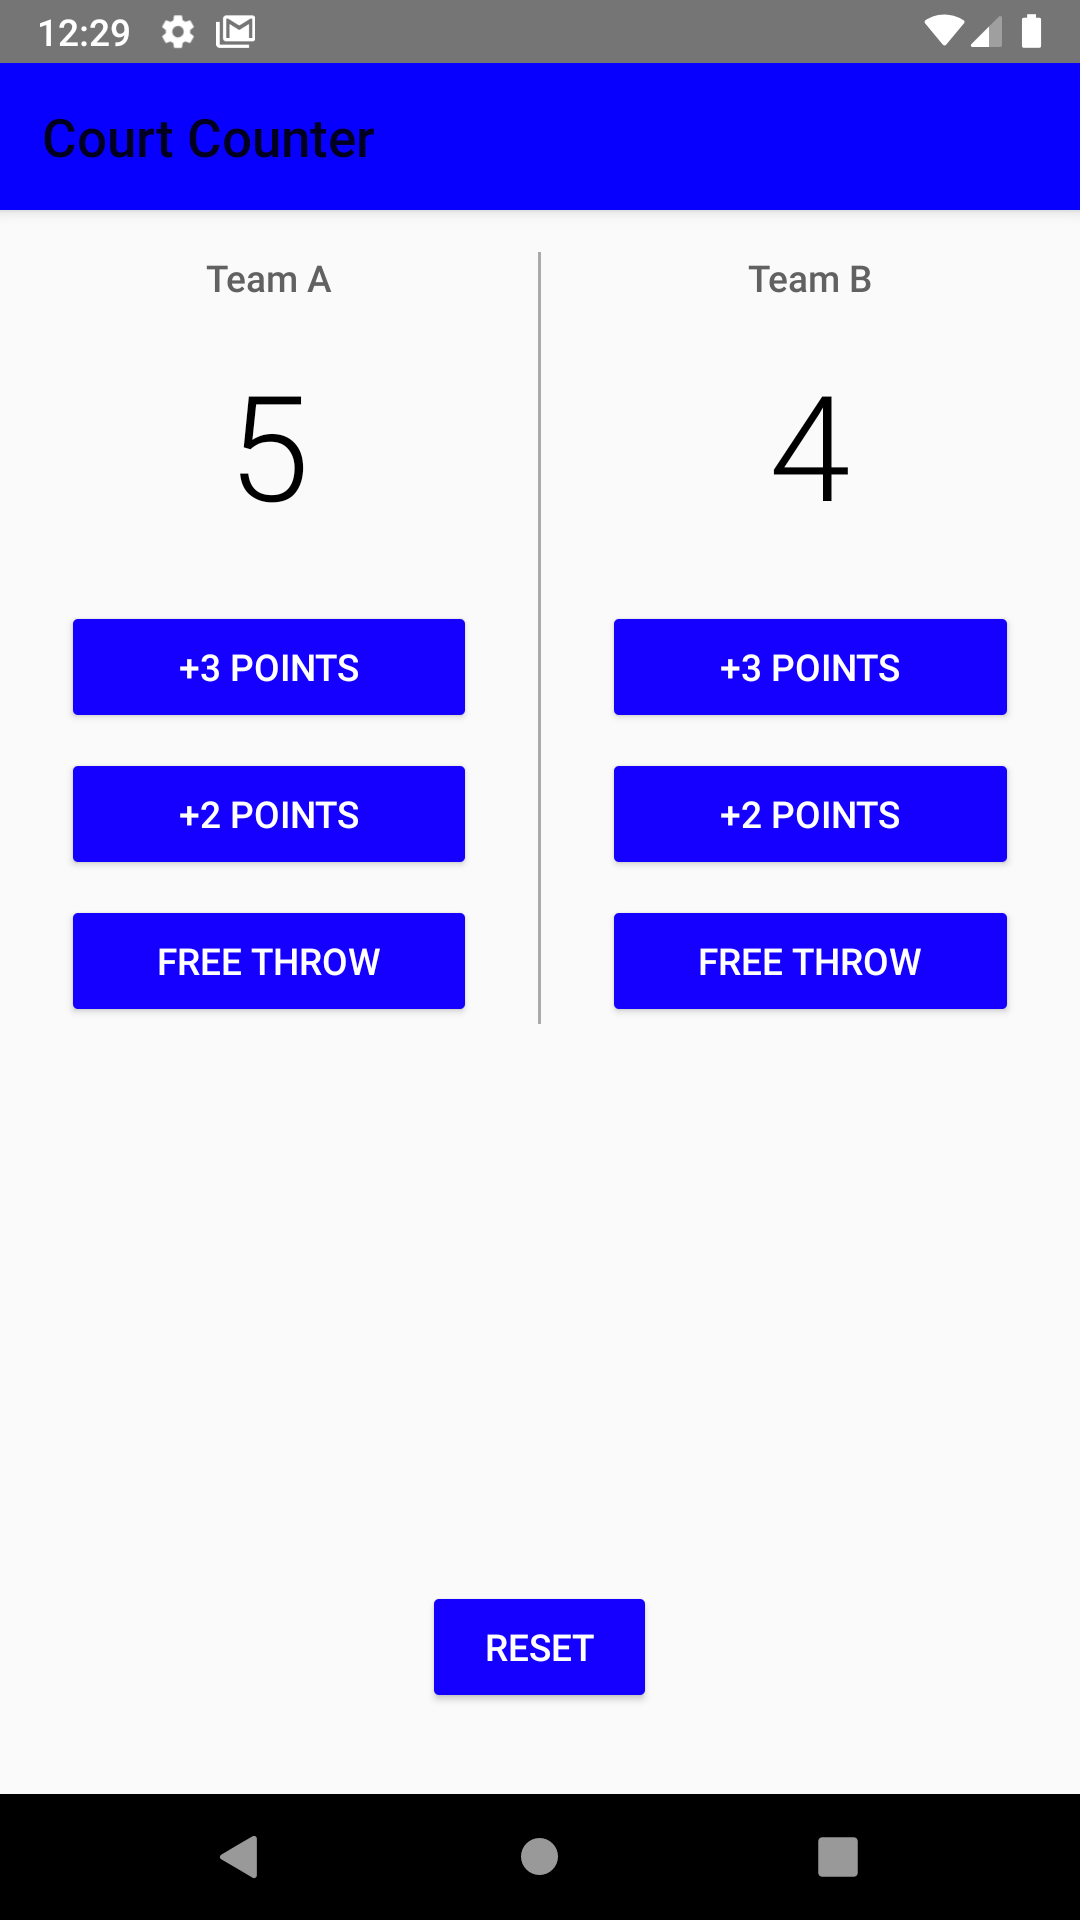 12:29
Court Counter
Team A
Team B
5
4
+3 POINTS
+3 POINTS
+2 POINTS
+2 POINTS
FREE THROW
FREE THROW
RESET